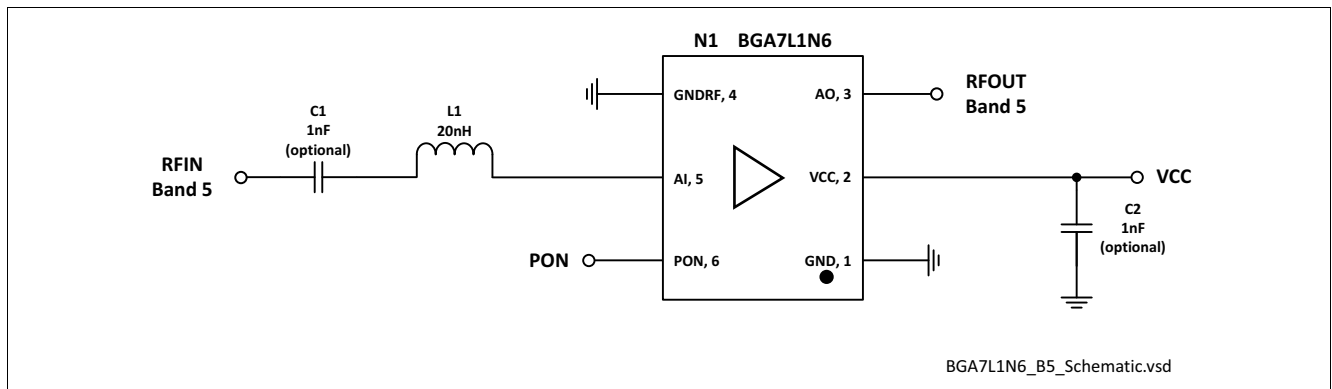 N1 BGA7L1N6
GNDRF, 4
AO, 3
RFOUT
Band 5
C1
1nF
(optional)
L1
20nH
RFIN
Band 5
AI, 5
VCC, 2
VCC
C2
1nF
(optional)
PON
PON, 6
GND, 1
BGA7L1N6_B5_Schematic.vsd